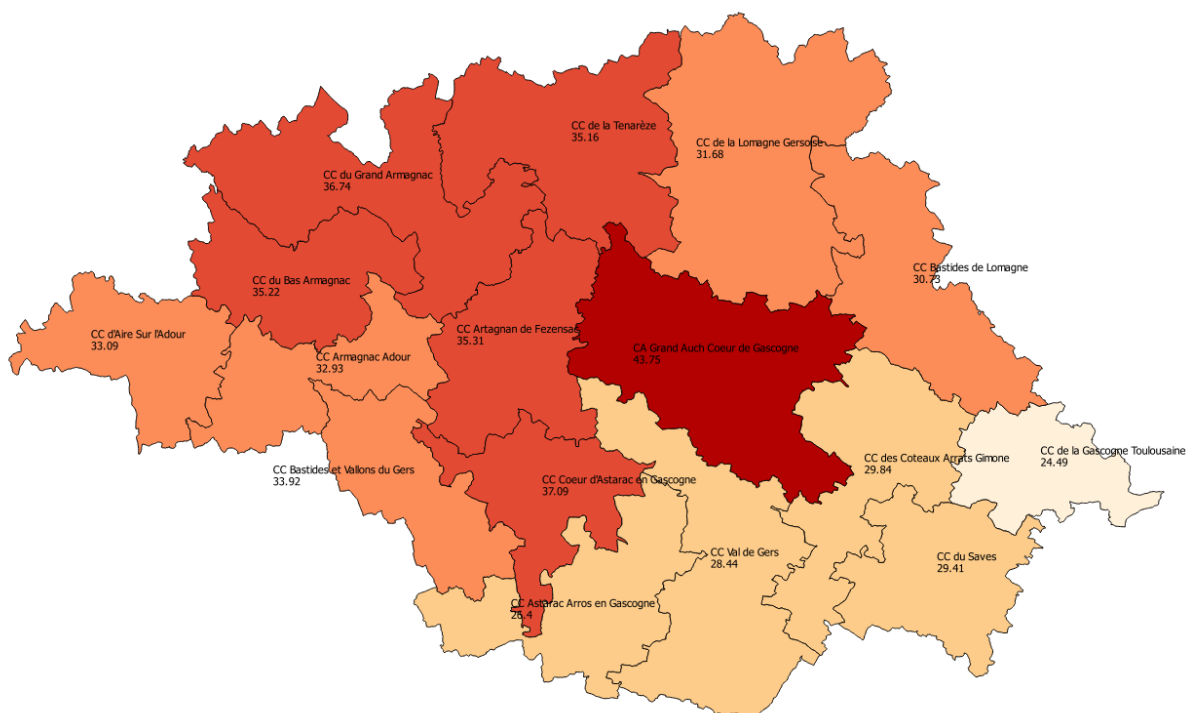 CC de la Tenarèze
35.16
CC de la Lomagne Gersoise
31.68
CC du Grand Armagnac
36.74
CC Bastides de Lomagne
30.73
CC du Bas Armagnac
35.22
CC d'Aire Sur l'Adour
33.09
CC Armagnac Adour
32.93
CC Artagnan de Fezensac
35.31
CA Grand Auch Coeur de Gascogne
43.75
CC Bastides et Vallons du Gers
33.92
CC Coeur d'Astarac en Gascogne
37.09
CC des Coteaux Arrats Gimone
29.84
CC de la Gascogne Toulousaine
24.49
CC Val de Gers
28.44
CC du Saves
29.41
CC Astarac Arros en Gascogne
26.4